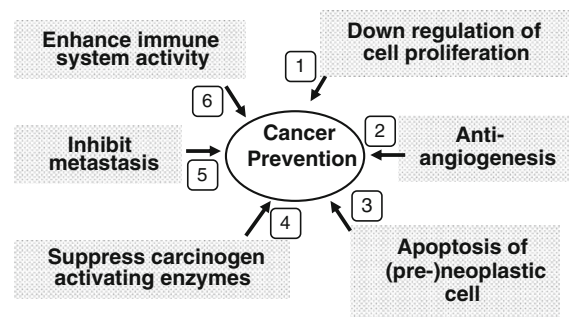 Enhance immune
system activity
Down regulation of
cell proliferation
1
6
Cancer
Prevention
2
Anti-
angiogenesis
Inhibit
metastasis
5
4
3
Suppress carcinogen
activating enzymes
Apoptosis of
(pre-)neoplastic
cell